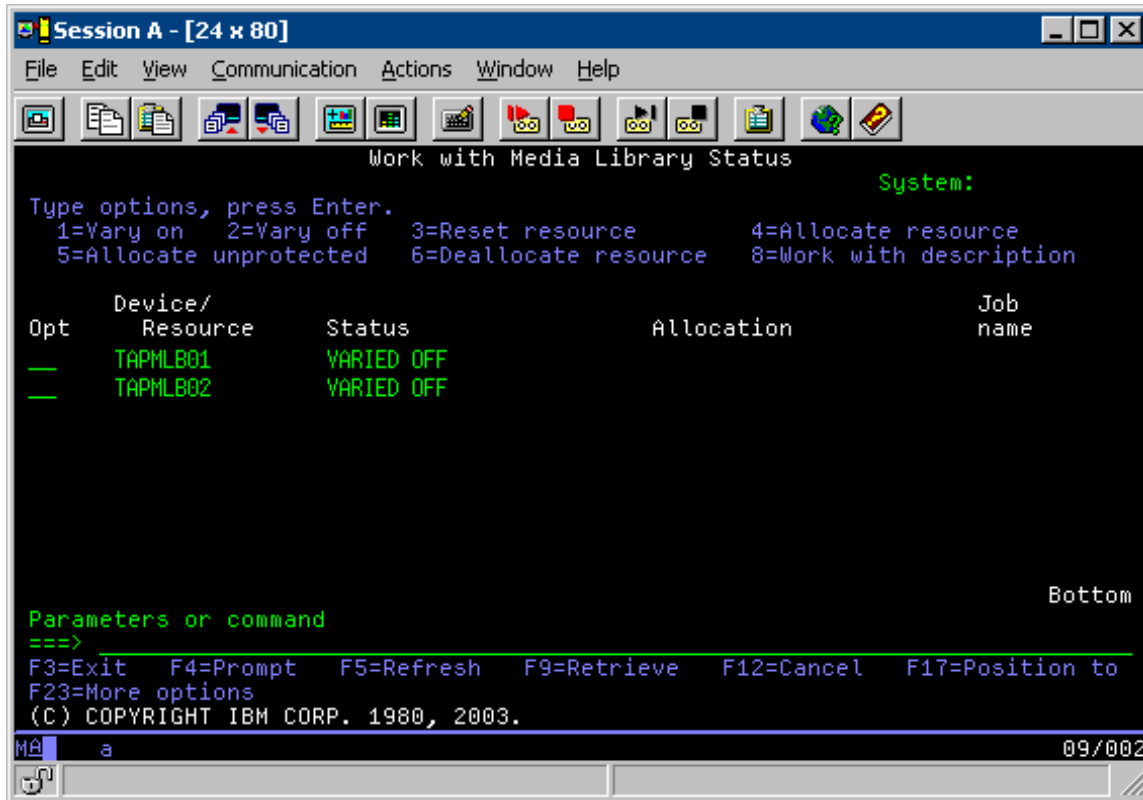 Session A - [24 x 80]
File Edit View Communication Actions Window Help
Work with Media Library Status
System:
Type options, press Enter.
1=Vary on 2=Vary off 3=Reset resource 4=Allocate resource
5=Allocate unprotected 6=Deallocate resource 8=Work with description
Device/ Job
Opt Resource Status Allocation name
__ TAPMLB01 VARIED OFF
__ TAPMLB02 VARIED OFF
Bottom
Parameters or command
===>
F3=Exit F4=Prompt F5=Refresh F9=Retrieve F12=Cancel F17=Position to
F23=More options
(C) COPYRIGHT IBM CORP. 1980, 2003.
MA a 09/002